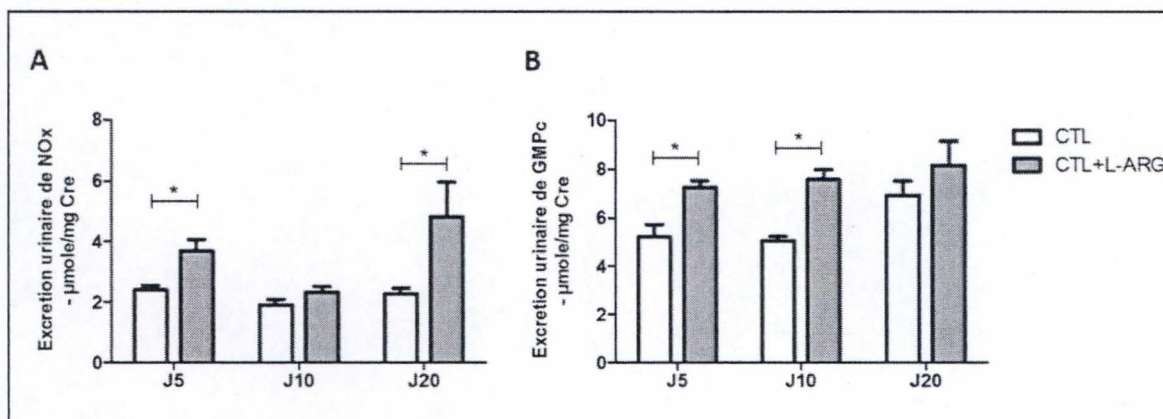 A
Excretion urinaire de NOx
- µmole/mg Cre
8
6
4
2
0
*
*
J5
J10
J20
B
Excretion urinaire de GMPc
- µmole/mg Cre
10
8
6
4
2
0
*
*
J5
J10
J20
CTL
CTL+L-ARG